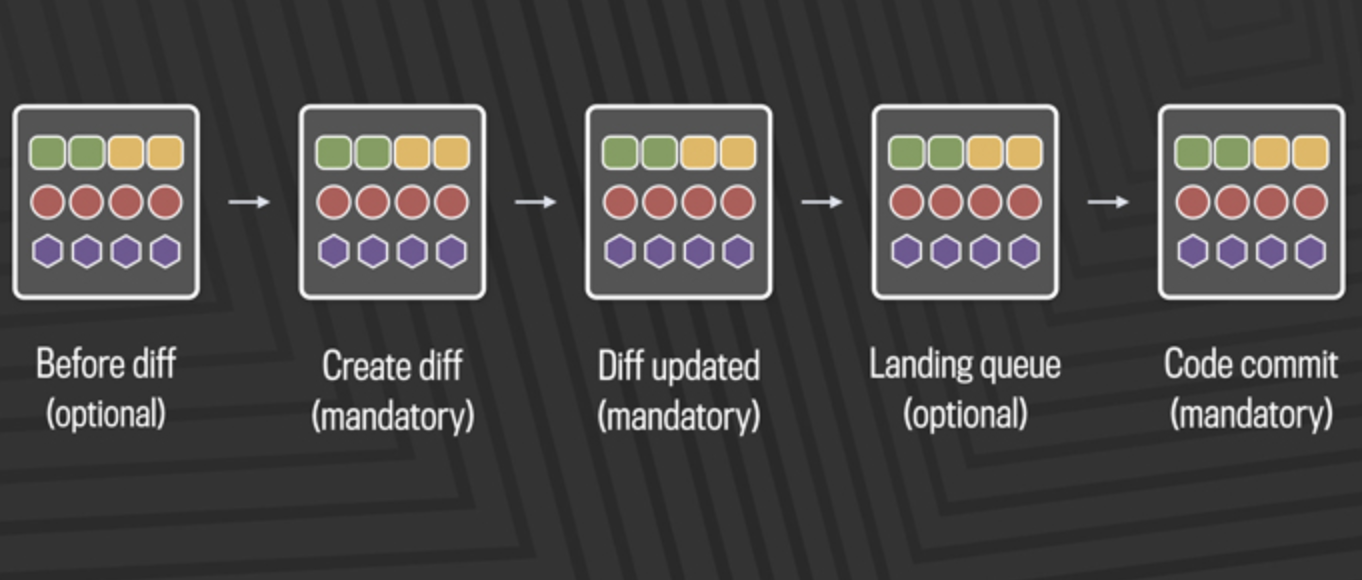 Before diff
(optional)
Create diff
(mandatory)
Diff updated
(mandatory)
Landing queue
(optional)
Code commit
(mandatory)